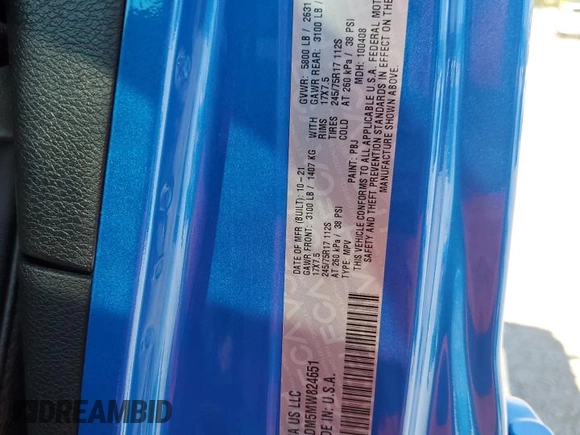 A US LLC
DATE OF MFR (BUILT): 10-21
GVWR: 5800 LB / 2631
GAWR FRONT: 3100 LB / 1407 KG
GAWR REAR: 3100 LB /
17X7.5 WITH RIMS 17X7.5
245/75R17 112S TIRES 245/75R17 112S
AT 260 kPa / 38 PSI COLD AT 260 kPa / 38 PSI
TYPE: MPV PAINT: PBJ MDH: 100408
THIS VEHICLE CONFORMS TO ALL APPLICABLE U.S.A. FEDERAL MOT
SAFETY AND THEFT PREVENTION STANDARDS IN EFFECT ON THE
MANUFACTURE SHOWN ABOVE.
DM5MW824651
DE IN: U.S.A.
DREAMBID